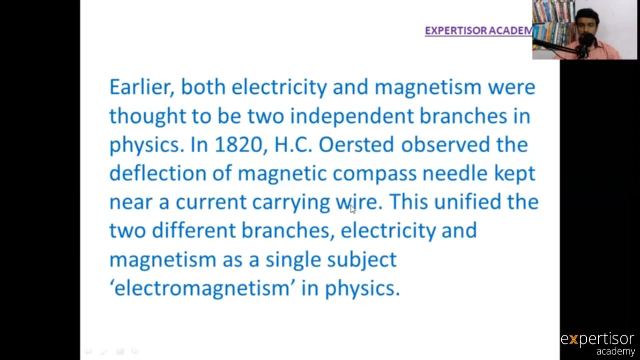 EXPERTISOR ACADEM
Earlier, both electricity and magnetism were
thought to be two independent branches in
physics. In 1820, H.C. Oersted observed the
deflection of magnetic compass needle kept
near a current carrying wire. This unified the
two different branches, electricity and
magnetism as a single subject
‘electromagnetism’ in physics.
expertisor
academy